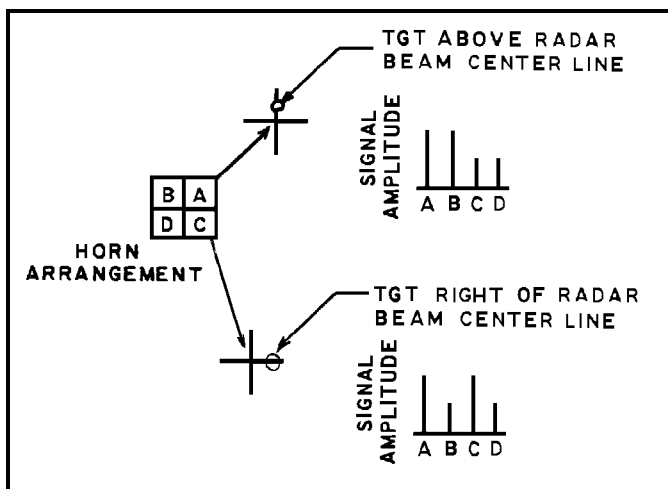 TGT ABOVE RADAR
BEAM CENTER LINE
SIGNAL
AMPLITUDE
A B C D
B A
D C
HORN
ARRANGEMENT
TGT RIGHT OF RADAR
BEAM CENTER LINE
SIGNAL
AMPLITUDE
A B C D